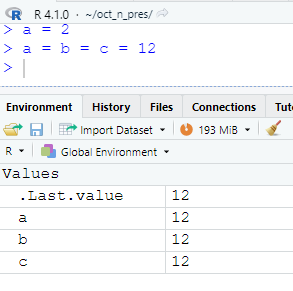 R R 4.1.0 · ~/oct_n_pres/
> a = 2
> a = b = c = 12
>
Environment History Files Connections Tuto
Import Dataset 193 MiB
R Global Environment
Values
.Last.value 12
a 12
b 12
c 12